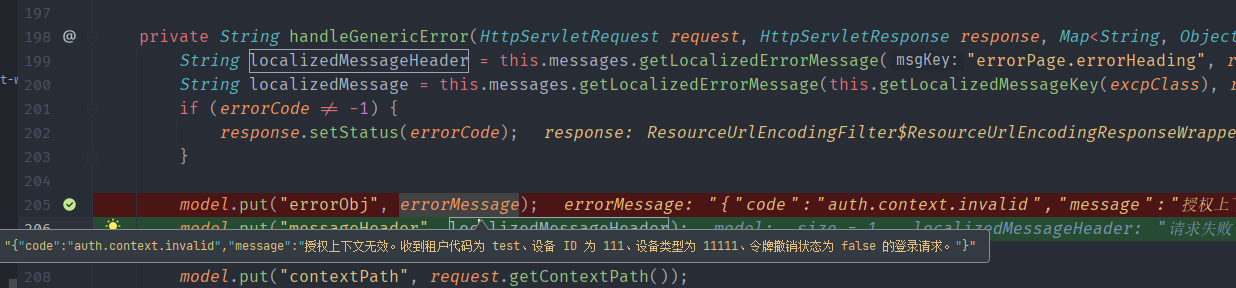 197
198 @ private String handleGenericError(HttpServletRequest request, HttpServletResponse response, Map<String, Object
199 String localizedMessageHeader = this.messages.getLocalizedErrorMessage( msgKey: "errorPage.errorHeading", r
t-w
200 String localizedMessage = this.messages.getLocalizedErrorMessage(this.getLocalizedMessageKey(excpClass), r
201 if (errorCode ≠ -1) {
202 response.setStatus(errorCode); response: ResourceUrlEncodingFilter$ResourceUrlEncodingResponseWrappe
203 }
204
205 model.put("errorObj", errorMessage); errorMessage: "{"code":"auth.context.invalid","message":"授权上下
206 model.put("messageHeader", localizedMessageHeader); model: size = 1 localizedMessageHeader: "请求失败
"{"code":"auth.context.invalid","message":"授权上下文无效。收到租户代码为 test、设备 ID 为 111、设备类型为 11111、令牌撤销状态为 false 的登录请求。"}"
208 model.put("contextPath", request.getContextPath());